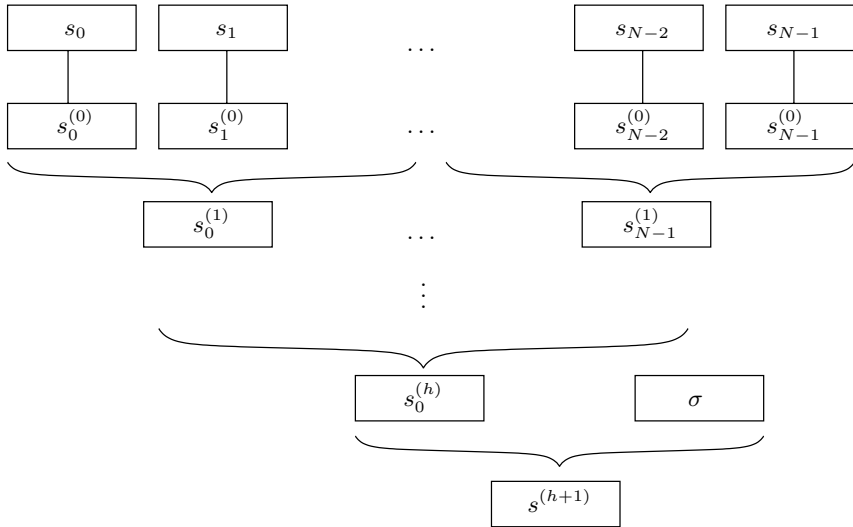 s_0 s_1 ... s_{N-2} s_{N-1}
s_0^{(0)} s_1^{(0)} ... s_{N-2}^{(0)} s_{N-1}^{(0)}
s_0^{(1)} ... s_{N-1}^{(1)}
⋮
s_0^{(h)} σ
s^{(h+1)}